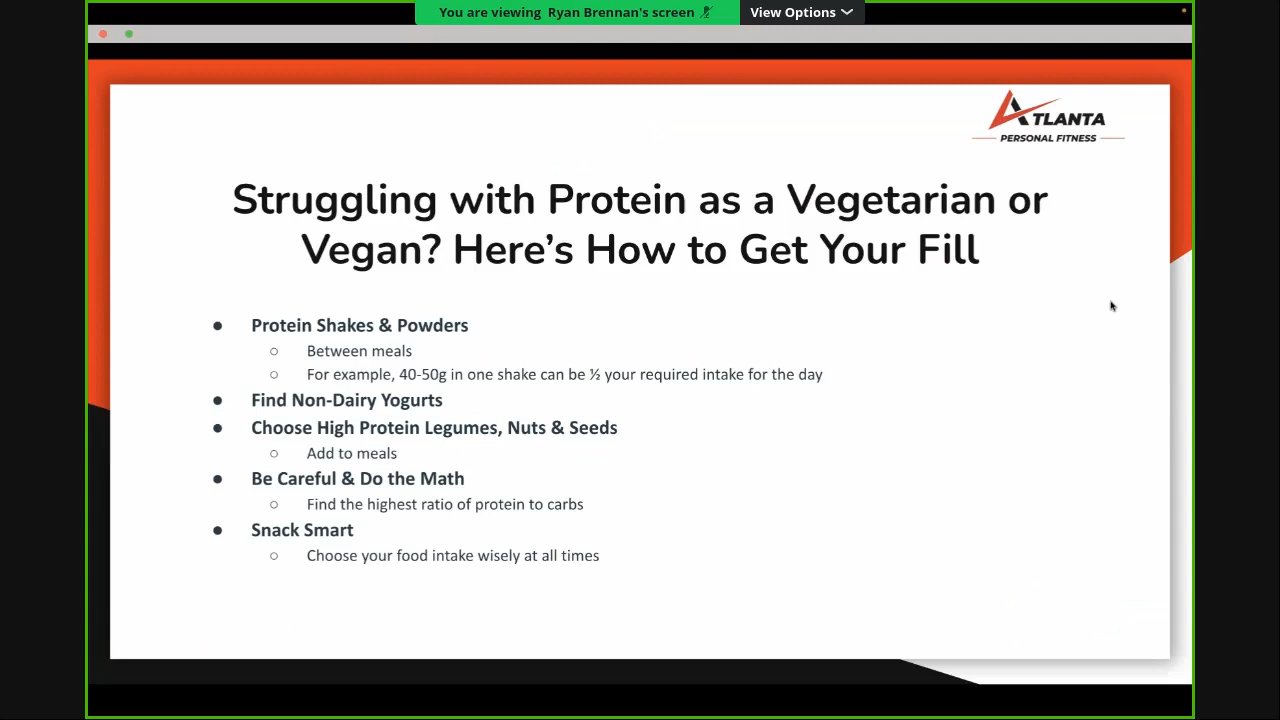 You are viewing Ryan Brennan's screen
View Options
ATLANTA
PERSONAL FITNESS
Struggling with Protein as a Vegetarian or
Vegan? Here's How to Get Your Fill
● Protein Shakes & Powders
○ Between meals
○ For example, 40-50g in one shake can be ½ your required intake for the day
● Find Non-Dairy Yogurts
● Choose High Protein Legumes, Nuts & Seeds
○ Add to meals
● Be Careful & Do the Math
○ Find the highest ratio of protein to carbs
● Snack Smart
○ Choose your food intake wisely at all times